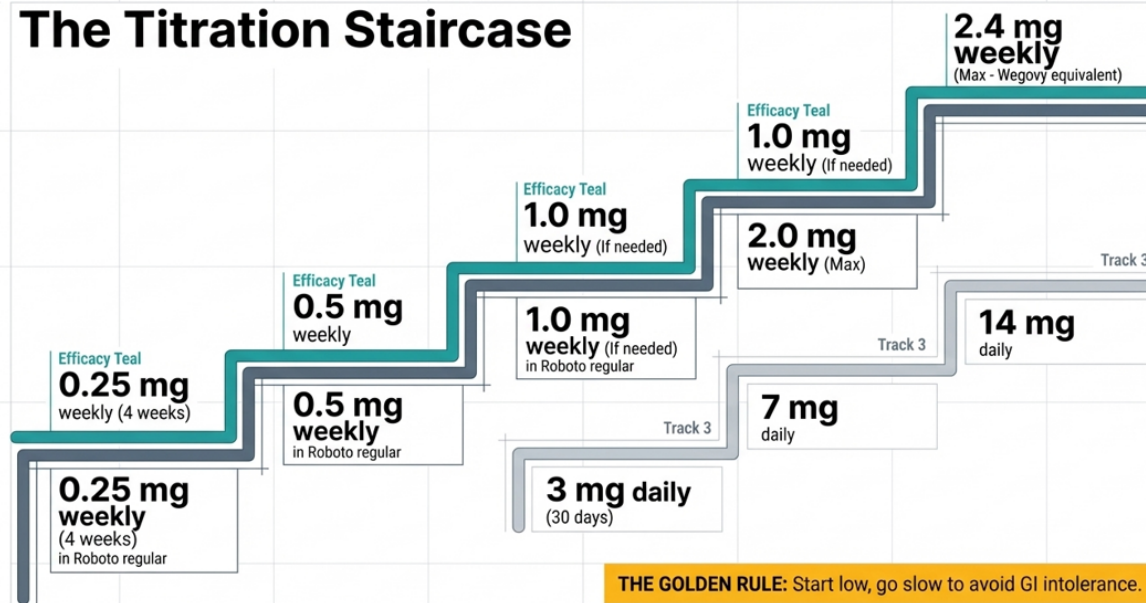 The Titration Staircase
2.4 mg
weekly
(Max - Wegovy equivalent)
Efficacy Teal
1.0 mg
weekly (If needed)
Efficacy Teal
1.0 mg
weekly (If needed)
2.0 mg
weekly (Max)
Track 3
Efficacy Teal
0.5 mg
weekly
1.0 mg
weekly (If needed)
in Roboto regular
14 mg
daily
Track 3
Efficacy Teal
0.25 mg
weekly (4 weeks)
0.5 mg
weekly
in Roboto regular
7 mg
daily
Track 3
0.25 mg
weekly
(4 weeks)
in Roboto regular
3 mg daily
(30 days)
THE GOLDEN RULE: Start low, go slow to avoid GI intolerance.